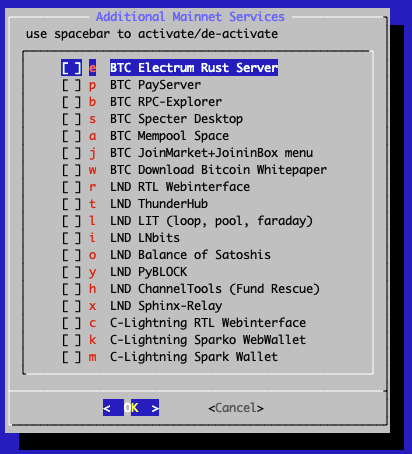 Additional Mainnet Services
use spacebar to activate/de-activate
[ ] e BTC Electrum Rust Server
[ ] p BTC PayServer
[ ] b BTC RPC-Explorer
[ ] s BTC Specter Desktop
[ ] a BTC Mempool Space
[ ] j BTC JoinMarket+JoininBox menu
[ ] w BTC Download Bitcoin Whitepaper
[ ] r LND RTL Webinterface
[ ] t LND ThunderHub
[ ] l LND LIT (loop, pool, faraday)
[ ] i LND LNbits
[ ] o LND Balance of Satoshis
[ ] y LND PyBLOCK
[ ] h LND ChannelTools (Fund Rescue)
[ ] x LND Sphinx-Relay
[ ] c C-Lightning RTL Webinterface
[ ] k C-Lightning Sparko WebWallet
[ ] m C-Lightning Spark Wallet
< OK > <Cancel>